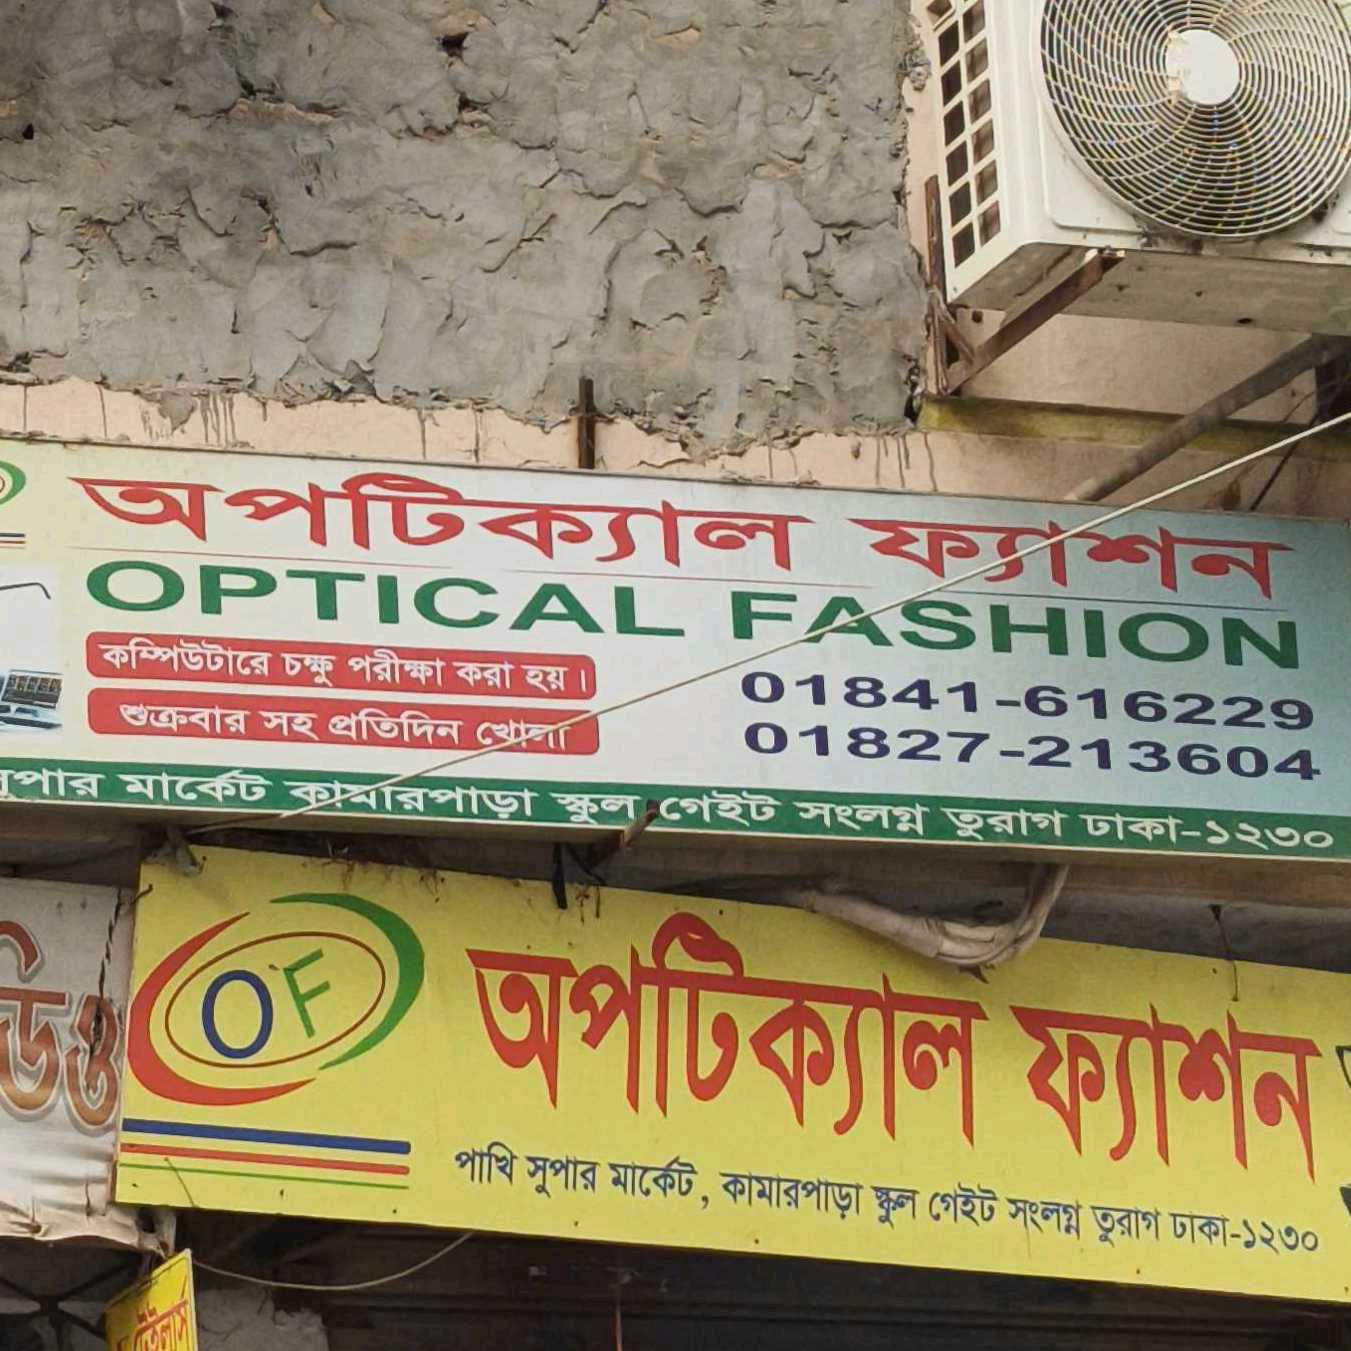 অপটিক্যাল ফ্যাশন
OPTICAL FASHION
কম্পিউটারে চক্ষু পরীক্ষা করা হয়।
শুক্রবার সহ প্রতিদিন খোলা
01841-616229
01827-213604
সুপার মার্কেট কামারপাড়া স্কুল গেইট সংলগ্ন তুরাগ ঢাকা-১২৩০
OF
অপটিক্যাল ফ্যাশন
পাখি সুপার মার্কেট, কামারপাড়া স্কুল গেইট সংলগ্ন তুরাগ ঢাকা-১২৩০